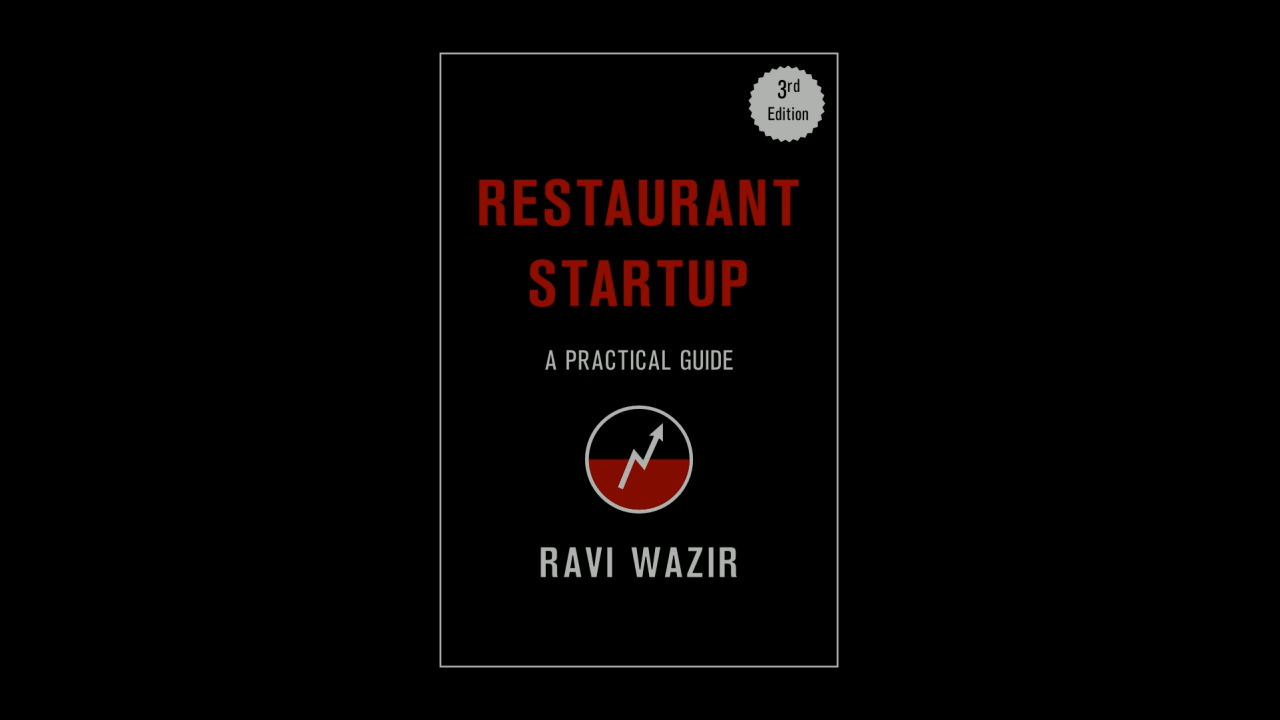 3rd
Edition
RESTAURANT
STARTUP
A PRACTICAL GUIDE
RAVI WAZIR